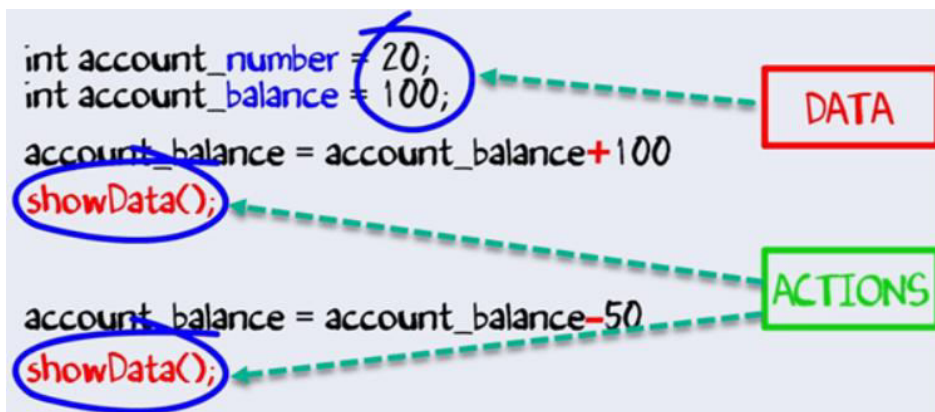 int account_number = 20;
int account_balance = 100;
DATA
account_balance = account_balance+100
showData();
ACTIONS
account_balance = account_balance-50
showData();